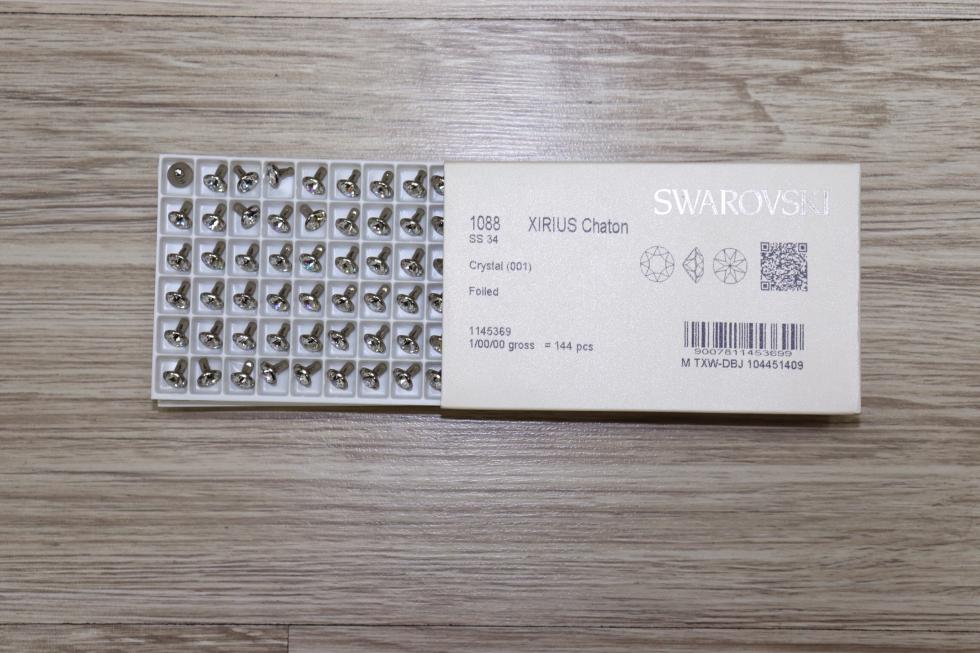 SWAROVSKI
1088 XIRIUS Chaton
SS 34
Crystal (001)
Foiled
1145369
1/00/00 gross = 144 pcs
9007811453699
M TXW-DBJ 104451409